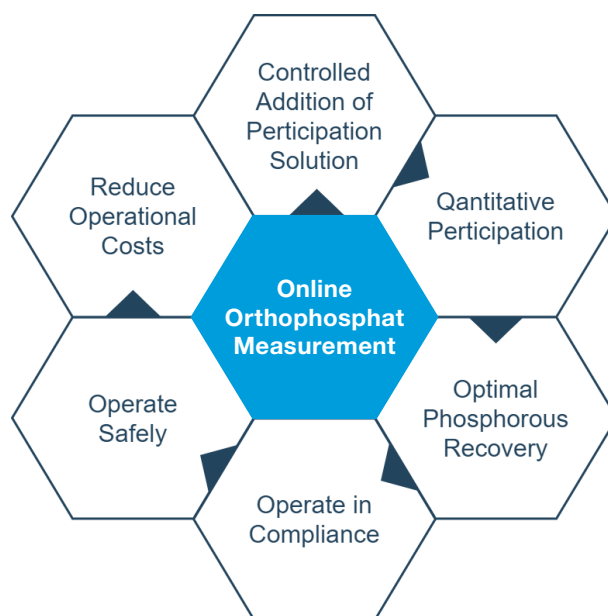 Controlled
Addition of
Perticipation
Solution
Reduce
Operational
Costs
Qantitative
Perticipation
Online
Orthophosphat
Measurement
Operate
Safely
Optimal
Phosphorous
Recovery
Operate in
Compliance